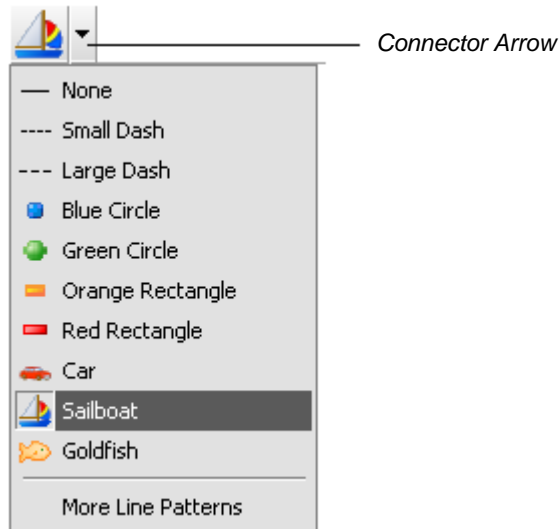 Connector Arrow
None
Small Dash
Large Dash
Blue Circle
Green Circle
Orange Rectangle
Red Rectangle
Car
Sailboat
Goldfish
More Line Patterns